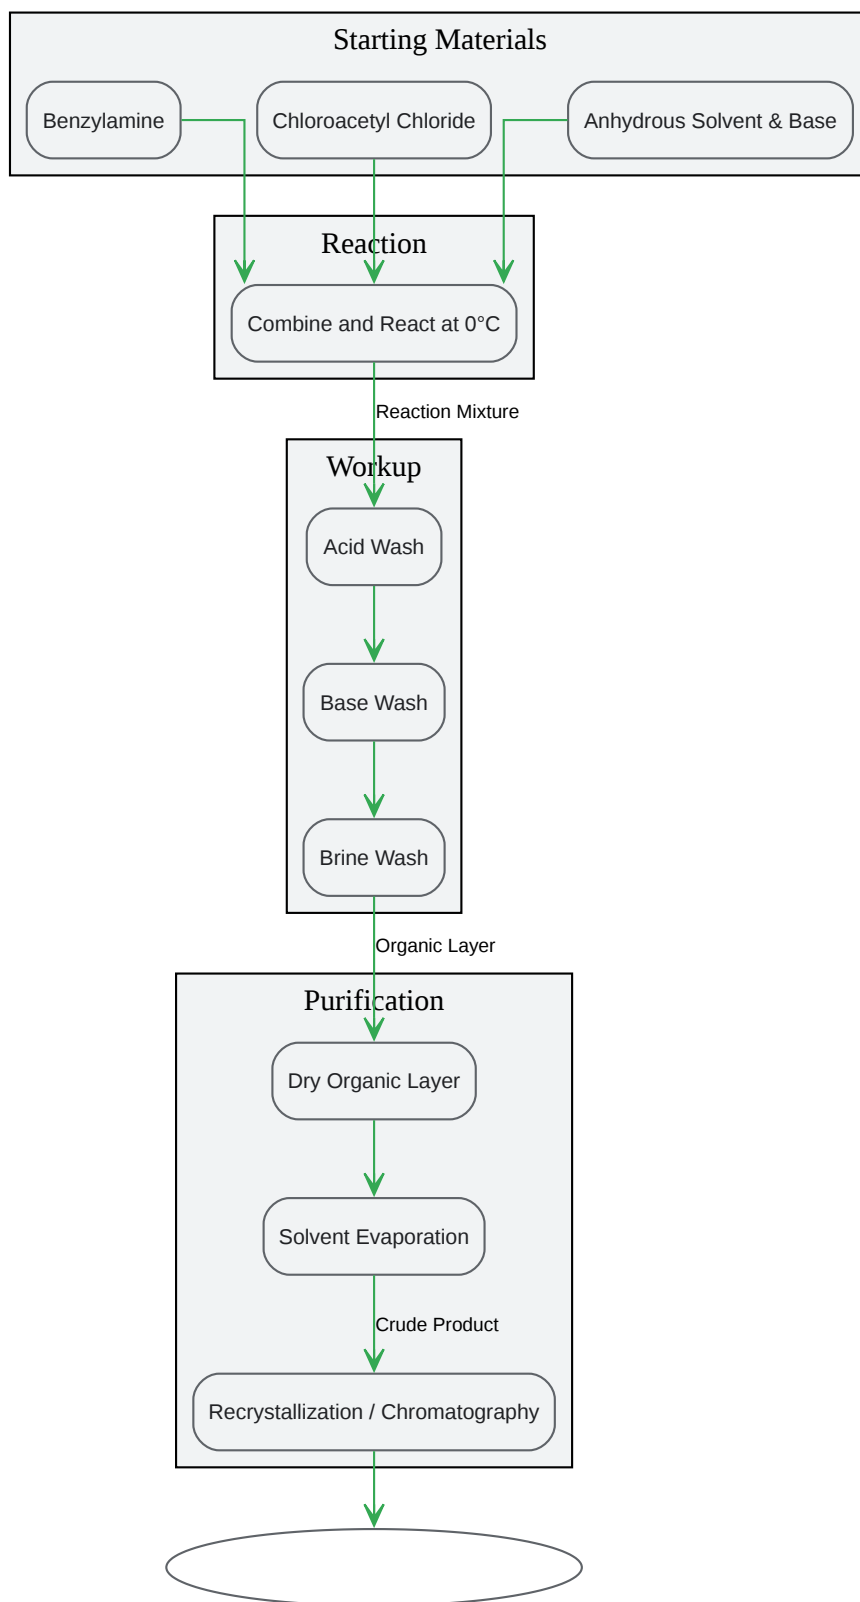 Starting Materials
Benzylamine
Chloroacetyl Chloride
Anhydrous Solvent & Base
Reaction
Combine and React at 0°C
Reaction Mixture
Workup
Acid Wash
Base Wash
Brine Wash
Organic Layer
Purification
Dry Organic Layer
Solvent Evaporation
Crude Product
Recrystallization / Chromatography